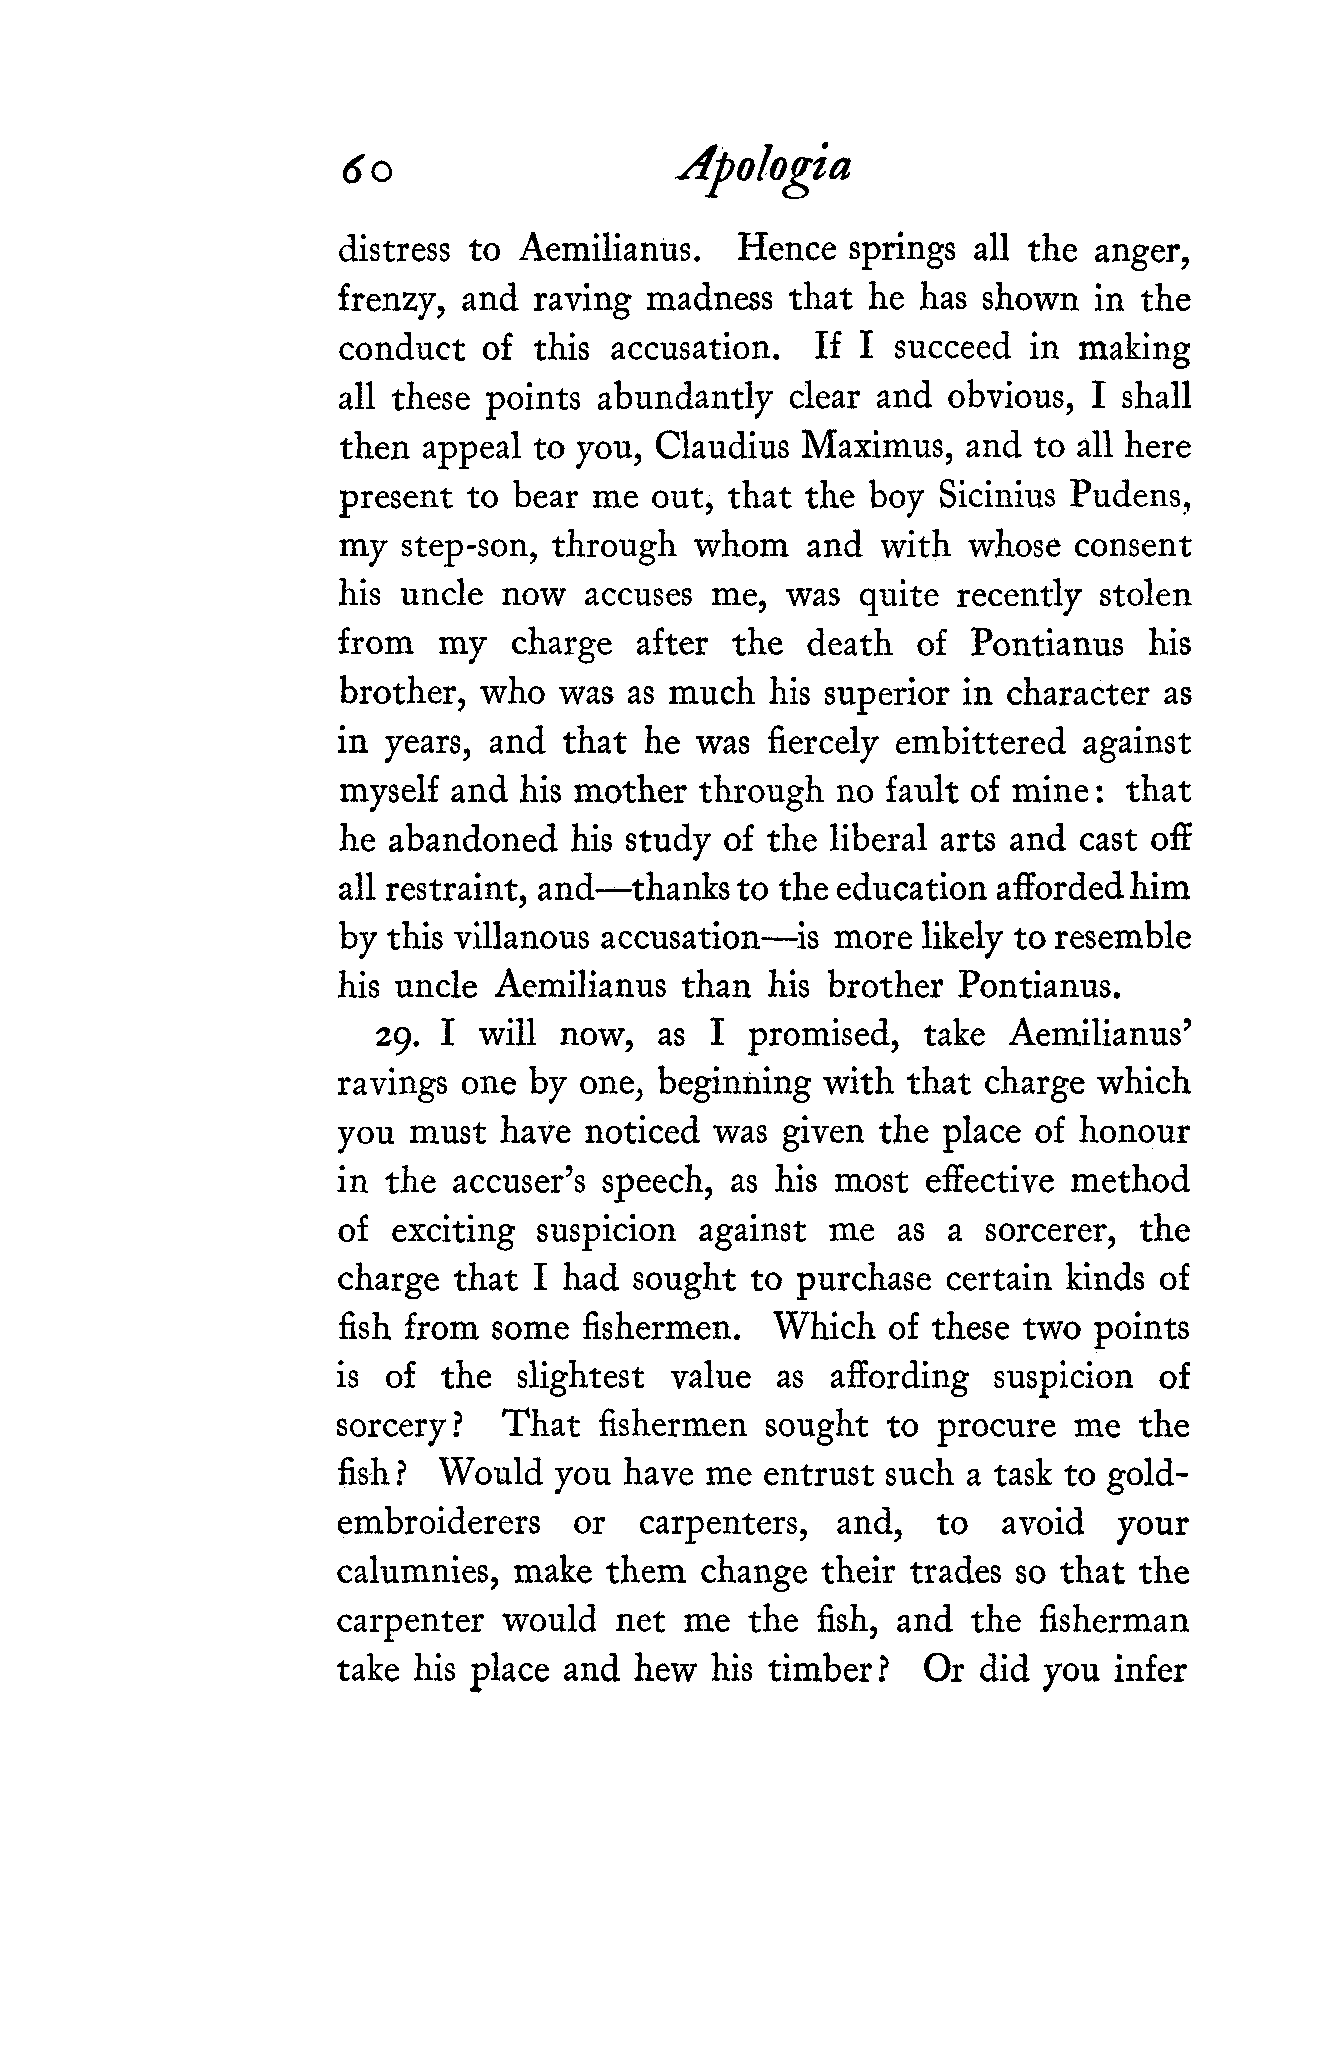 60 Apologia
distress to Aemilianus. Hence springs all the anger,
frenzy, and raving madness that he has shown in the
conduct of this accusation. If I succeed in making
all these points abundantly clear and obvious, I shall
then appeal to you, Claudius Maximus, and to all here
present to bear me out, that the boy Sicinius Pudens,
my step-son, through whom and with whose consent
his uncle now accuses me, was quite recently stolen
from my charge after the death of Pontianus his
brother, who was as much his superior in character as
in years, and that he was fiercely embittered against
myself and his mother through no fault of mine: that
he abandoned his study of the liberal arts and cast off
all restraint, and—thanks to the education afforded him
by this villanous accusation—is more likely to resemble
his uncle Aemilianus than his brother Pontianus.
29. I will now, as I promised, take Aemilianus'
ravings one by one, beginning with that charge which
you must have noticed was given the place of honour
in the accuser's speech, as his most effective method
of exciting suspicion against me as a sorcerer, the
charge that I had sought to purchase certain kinds of
fish from some fishermen. Which of these two points
is of the slightest value as affording suspicion of
sorcery? That fishermen sought to procure me the
fish? Would you have me entrust such a task to gold-
embroiderers or carpenters, and, to avoid your
calumnies, make them change their trades so that the
carpenter would net me the fish, and the fisherman
take his place and hew his timber? Or did you infer